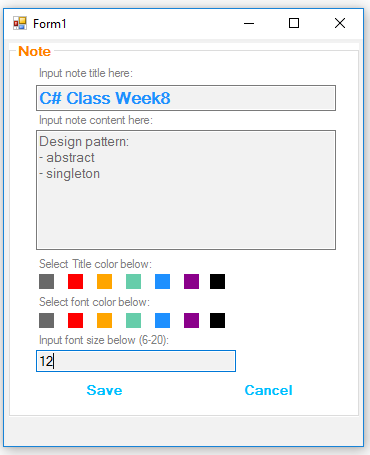 Form1
Note
Input note title here:
C# Class Week8
Input note content here:
Design pattern:
- abstract
- singleton
Select Title color below:
Select font color below:
Input font size below (6-20):
12
Save Cancel